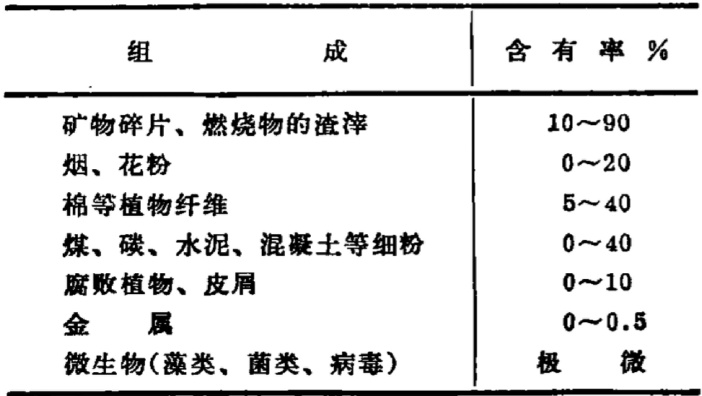 组成 含有率%
矿物碎片、燃烧物的渣滓 10～90
烟、花粉 0～20
棉等植物纤维 5～40
煤、碳、水泥、混凝土等细粉 0～40
腐败植物、皮屑 0～10
金属 0～0.5
微生物(藻类、菌类、病毒) 极微